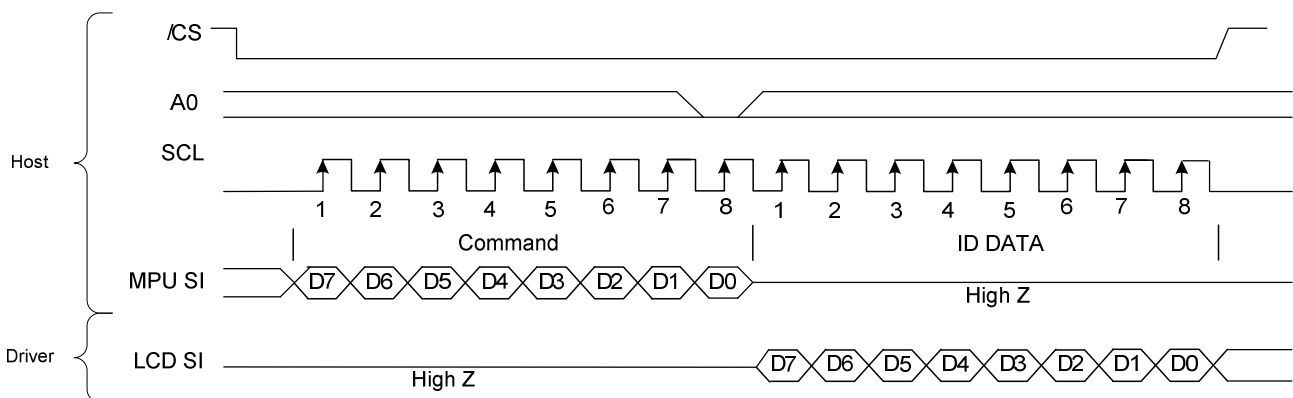 /CS
A0
SCL
Host
1 2 3 4 5 6 7 8 1 2 3 4 5 6 7 8
Command ID DATA
MPU SI D7 D6 D5 D4 D3 D2 D1 D0 High Z
Driver LCD SI High Z D7 D6 D5 D4 D3 D2 D1 D0